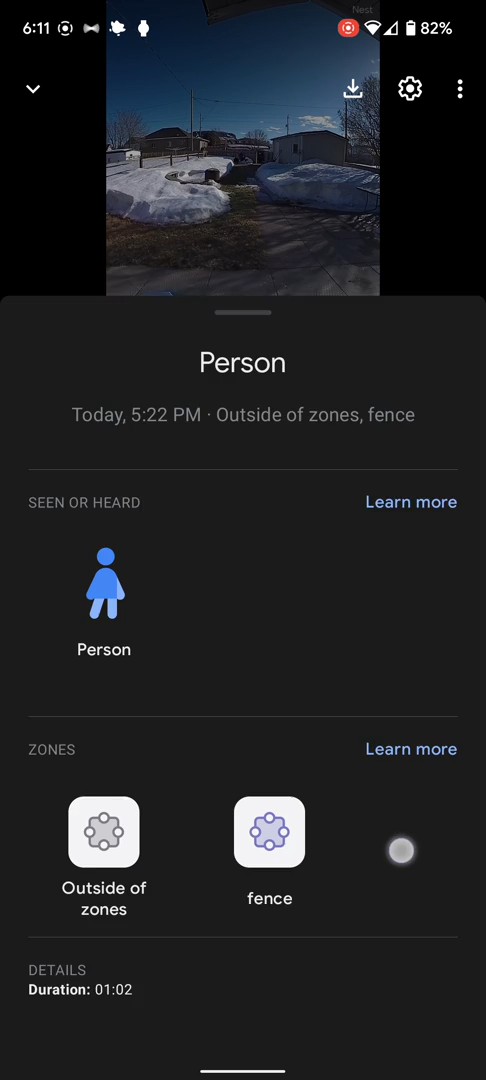 Nest
6:11 82%
Person
Today, 5:22 PM · Outside of zones, fence
SEEN OR HEARD Learn more
Person
ZONES Learn more
Outside of
zones
fence
DETAILS
Duration: 01:02